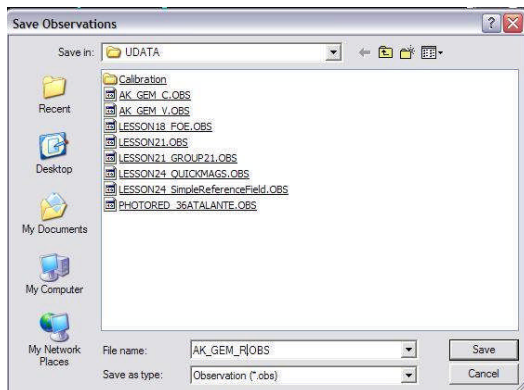 Save Observations
Save in: UDATA
Calibration
AK_GEM_C.OBS
AK_GEM_V.OBS
LESSON18_FOE.OBS
LESSON21.OBS
LESSON21_GROUP21.OBS
LESSON24_QUICKMAGS.OBS
LESSON24_SimpleReferenceField.OBS
PHOTORED_36ATALANTE.OBS
Recent
Desktop
My Documents
My Computer
My Network Places
File name: AK_GEM_R.OBS
Save
Save as type: Observation (*.obs)
Cancel